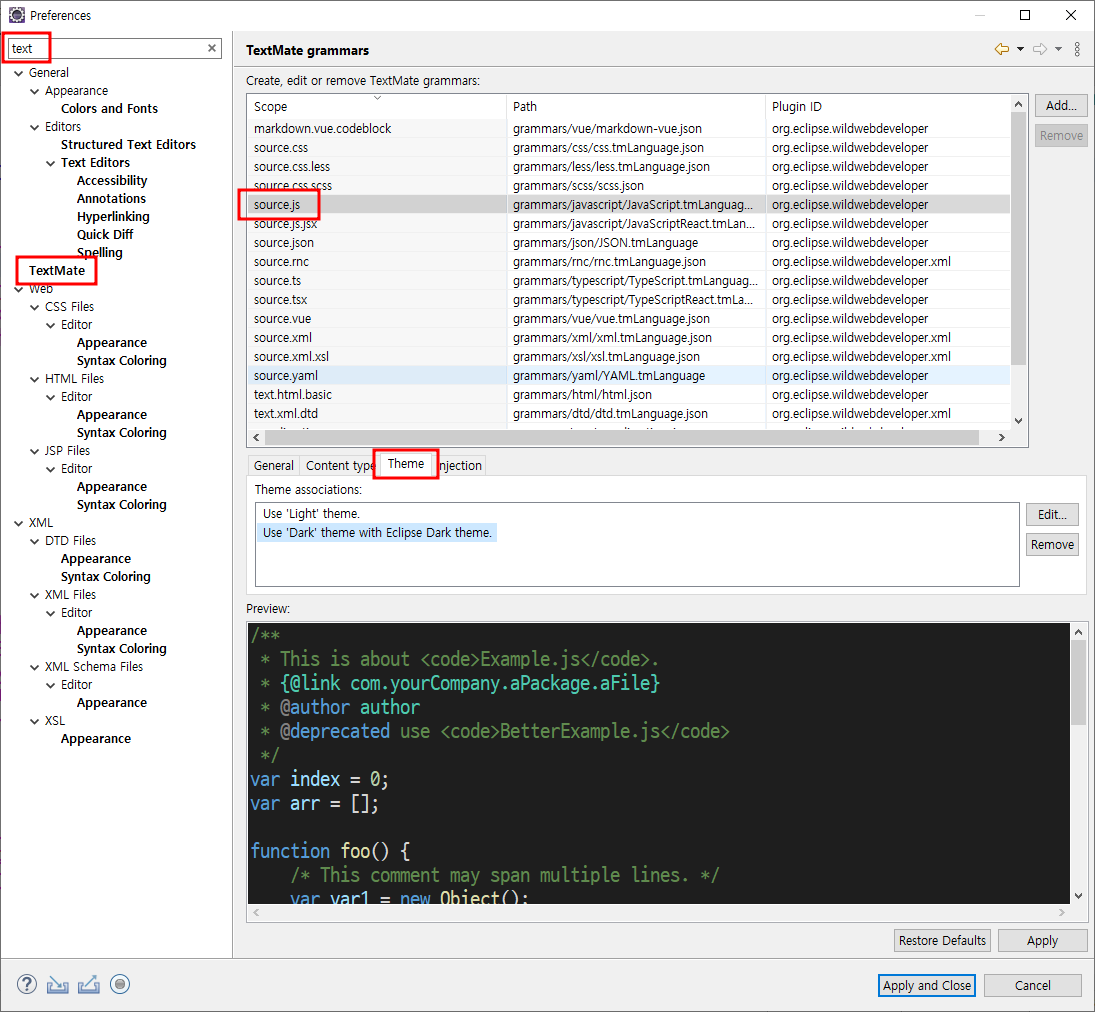 Preferences
text
General
Appearance
Colors and Fonts
Editors
Structured Text Editors
Text Editors
Accessibility
Annotations
Hyperlinking
Quick Diff
Spelling
TextMate
Web
CSS Files
Editor
Appearance
Syntax Coloring
HTML Files
Editor
Appearance
Syntax Coloring
JSP Files
Editor
Appearance
Syntax Coloring
XML
DTD Files
Appearance
Syntax Coloring
XML Files
Editor
Appearance
Syntax Coloring
XML Schema Files
Editor
Appearance
XSL
Appearance
TextMate grammars
Create, edit or remove TextMate grammars:
Scope Path Plugin ID
markdown.vue.codeblock grammars/vue/markdown-vue.json org.eclipse.wildwebdeveloper
source.css grammars/css/css.tmLanguage.json org.eclipse.wildwebdeveloper
source.css.less grammars/less/less.tmLanguage.json org.eclipse.wildwebdeveloper
source.css.scss grammars/scss/scss.json org.eclipse.wildwebdeveloper
source.js grammars/javascript/JavaScript.tmLanguag... org.eclipse.wildwebdeveloper
source.js.jsx grammars/javascript/JavaScriptReact.tmLan... org.eclipse.wildwebdeveloper
source.json grammars/json/JSON.tmLanguage org.eclipse.wildwebdeveloper
source.rnc grammars/rnc/rnc.tmLanguage.json org.eclipse.wildwebdeveloper.xml
source.ts grammars/typescript/TypeScript.tmLanguag... org.eclipse.wildwebdeveloper
source.tsx grammars/typescript/TypeScriptReact.tmLa... org.eclipse.wildwebdeveloper
source.vue grammars/vue/vue.tmLanguage.json org.eclipse.wildwebdeveloper
source.xml grammars/xml/xml.tmLanguage.json org.eclipse.wildwebdeveloper.xml
source.xml.xsl grammars/xsl/xsl.tmLanguage.json org.eclipse.wildwebdeveloper.xml
source.yaml grammars/yaml/YAML.tmLanguage org.eclipse.wildwebdeveloper
text.html.basic grammars/html/html.json org.eclipse.wildwebdeveloper
text.xml.dtd grammars/dtd/dtd.tmLanguage.json org.eclipse.wildwebdeveloper.xml
Add...
Remove
General Content type Theme njection
Theme associations:
Use 'Light' theme.
Use 'Dark' theme with Eclipse Dark theme.
Edit...
Remove
Preview:
/**
* This is about <code>Example.js</code>.
* {@link com.yourCompany.aPackage.aFile}
* @author author
* @deprecated use <code>BetterExample.js</code>
*/
var index = 0;
var arr = [];
function foo() {
/* This comment may span multiple lines. */
var var1 = new Object();
Restore Defaults Apply
Apply and Close Cancel